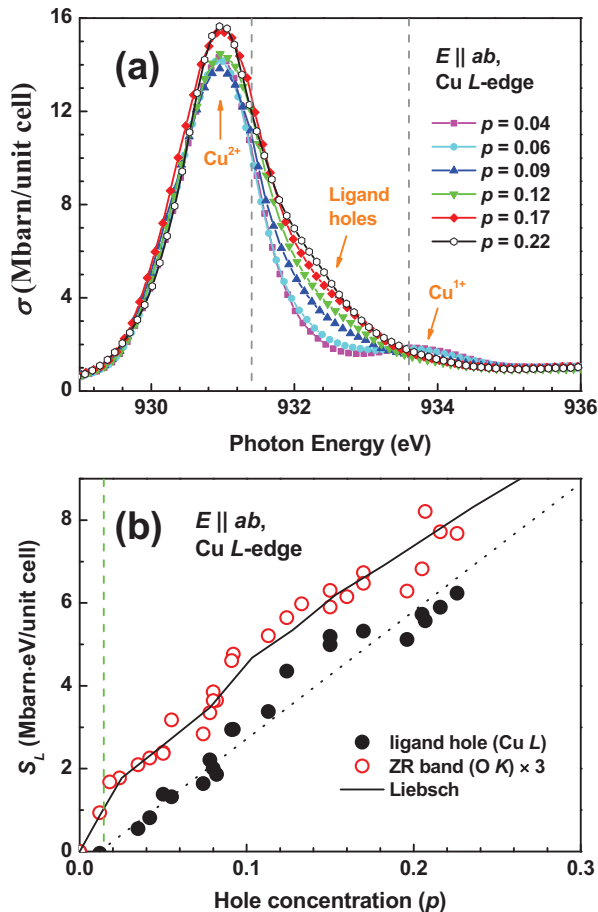 (a)
E || ab,
Cu L-edge
p = 0.04
p = 0.06
p = 0.09
p = 0.12
p = 0.17
p = 0.22
Cu²⁺
Ligand
holes
Cu¹⁺
σ (Mbarn/unit cell)
16
12
8
4
0
930
932
934
936
Photon Energy (eV)
(b)
E || ab,
Cu L-edge
ligand hole (Cu L)
ZR band (O K) × 3
Liebsch
S_L (Mbarn·eV/unit cell)
8
6
4
2
0
0.0
0.1
0.2
0.3
Hole concentration (p)